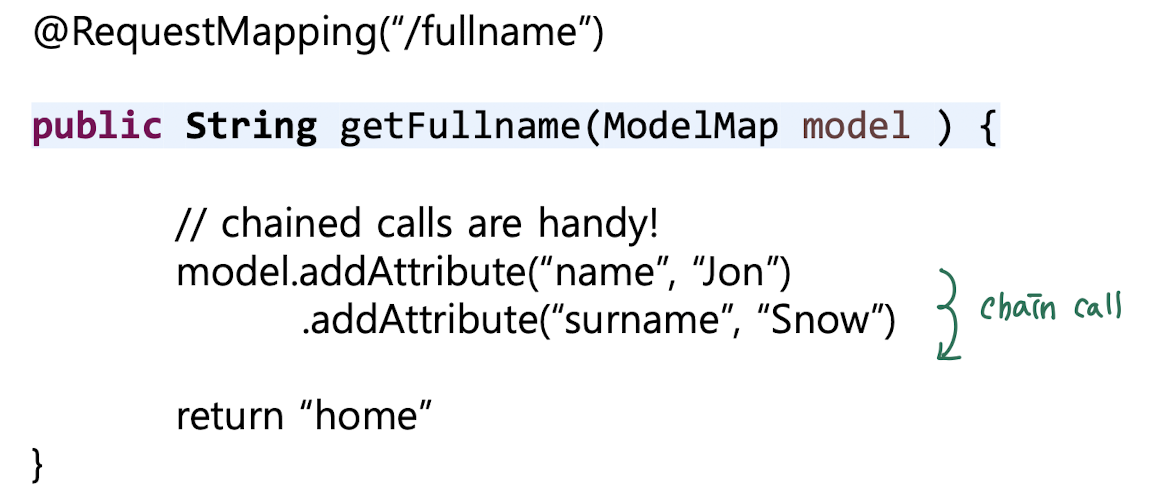 @RequestMapping(“/fullname”)
public String getFullname(ModelMap model ) {
// chained calls are handy!
model.addAttribute(“name”, “Jon”)
.addAttribute(“surname”, “Snow”)
chain call
return “home”
}